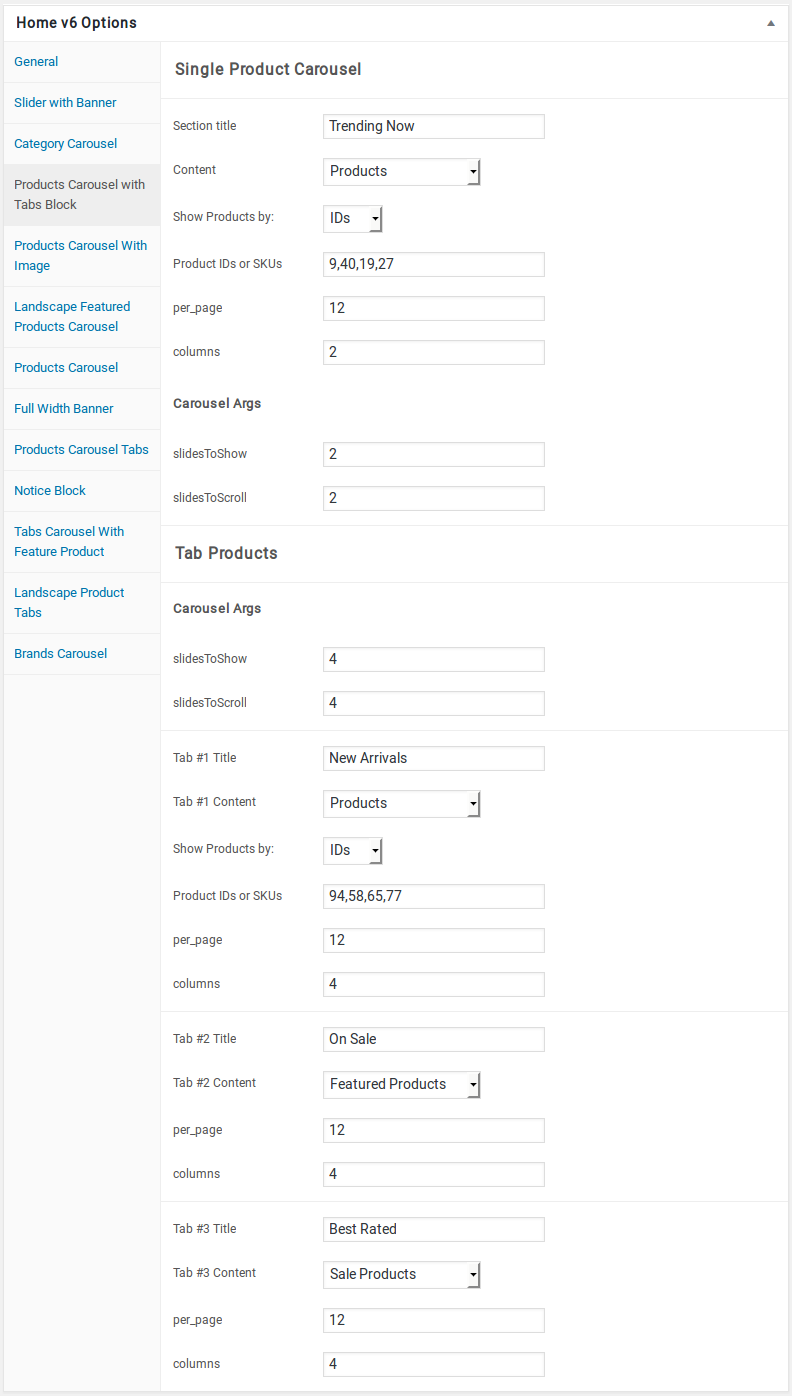 Home v6 Options
General
Slider with Banner
Category Carousel
Products Carousel with
Tabs Block
Products Carousel With
Image
Landscape Featured
Products Carousel
Products Carousel
Full Width Banner
Products Carousel Tabs
Notice Block
Tabs Carousel With
Feature Product
Landscape Product
Tabs
Brands Carousel
Single Product Carousel
Section title Trending Now
Content Products
Show Products by: IDs
Product IDs or SKUs 9,40,19,27
per_page 12
columns 2
Carousel Args
slidesToShow 2
slidesToScroll 2
Tab Products
Carousel Args
slidesToShow 4
slidesToScroll 4
Tab #1 Title New Arrivals
Tab #1 Content Products
Show Products by: IDs
Product IDs or SKUs 94,58,65,77
per_page 12
columns 4
Tab #2 Title On Sale
Tab #2 Content Featured Products
per_page 12
columns 4
Tab #3 Title Best Rated
Tab #3 Content Sale Products
per_page 12
columns 4